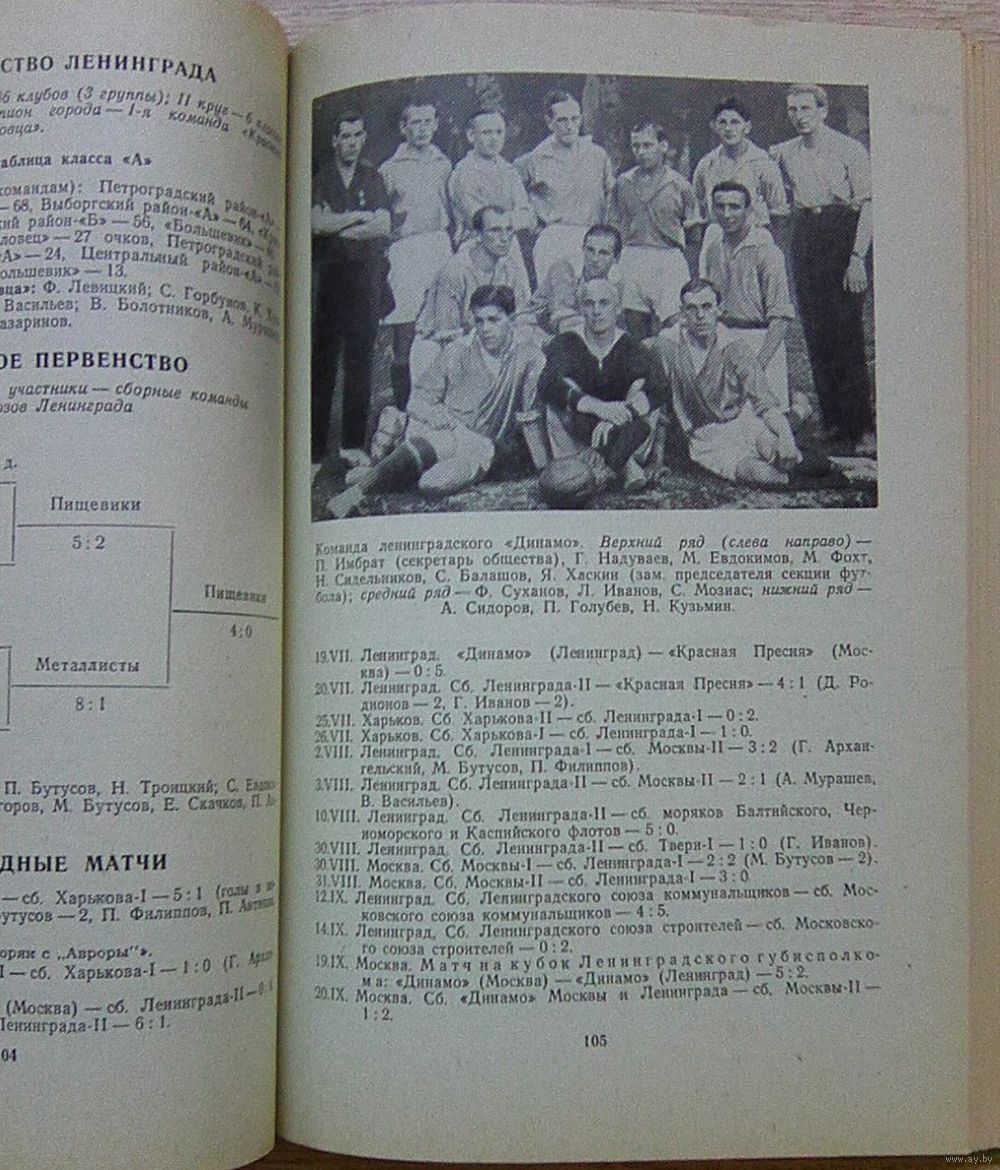 СТВО ЛЕНИНГРАДА
6 клубов (3 группы); II круг — 6
пион города — 1-я команда
овца».
аблица класса «А»
командам): Петроградский район-«А»
— 68, Выборгский район-«А» — 64,
ский район-«Б» — 56, «Большевик» —
ловец» — 27 очков, Петроградский
«А» — 24, Центральный район-«А» —
ольшевик» — 13.
вца»: Ф. Левицкий; С. Горбунов, К.
Васильев; В. Болотников, А.
азаринов.
ОЕ ПЕРВЕНСТВО
участники — сборные команды
юзов Ленинграда
д.
Пищевики
5 : 2
Пищевики
4 : 0
Металлисты
8 : 1
П. Бутусов, Н. Троицкий; С.
горов, М. Бутусов, Е. Скачков, П.
ДНЫЕ МАТЧИ
— сб. Харькова-I — 5 : 1 (голы
утусов — 2, П. Филиппов, П.
моряк с „Авроры"».
I — сб. Харькова-I — 1 : 0 (Г.
(Москва) — сб. Ленинграда-II —
Ленинграда-II — 6 : 1.
04
Команда ленинградского «Динамо». Верхний ряд (слева направо) —
П. Имбрат (секретарь общества), Г. Надуваев, М. Евдокимов, М. Фохт,
Н. Сидельников, С. Балашов, Я. Хаскин (зам. председателя секции фут-
бола); средний ряд — Ф. Суханов, Л. Иванов, С. Мозиас; нижний ряд —
А. Сидоров, П. Голубев, Н. Кузьмин.
19.VII. Ленинград. «Динамо» (Ленинград) — «Красная Пресня» (Мос-
ква) — 0 : 5.
20.VII. Ленинград. Сб. Ленинграда-II — «Красная Пресня» — 4 : 1 (Д. Ро-
дионов — 2, Г. Иванов — 2).
25.VII. Харьков. Сб. Харькова-II — сб. Ленинграда-I — 0 : 2.
26.VII. Харьков. Сб. Харькова-I — сб. Ленинграда-I — 1 : 0.
2.VIII. Ленинград. Сб. Ленинграда-I — сб. Москвы-II — 3 : 2 (Г. Архан-
гельский, М. Бутусов, П. Филиппов).
3.VIII. Ленинград. Сб. Ленинграда-II — сб. Москвы-II — 2 : 1 (А. Мурашев,
В. Васильев).
10.VIII. Ленинград. Сб. Ленинграда-II — сб. моряков Балтийского, Чер-
номорского и Каспийского флотов — 5 : 0.
30.VIII. Ленинград. Сб. Ленинграда-II — сб. Твери-I — 1 : 0 (Г. Иванов).
30.VIII. Москва. Сб. Москвы-I — сб. Ленинграда-I — 2 : 2 (М. Бутусов — 2).
31.VIII. Москва. Сб. Москвы-II — сб. Ленинграда-I — 3 : 0.
12.IX. Ленинград. Сб. Ленинградского союза коммунальщиков — сб. Мос-
ковского союза коммунальщиков — 4 : 5.
14.IX. Ленинград. Сб. Ленинградского союза строителей — сб. Московско-
го союза строителей — 0 : 2.
19.IX. Москва. Матч на кубок Ленинградского губисполко-
ма: «Динамо» (Москва) — «Динамо» (Ленинград) — 5 : 2.
20.IX. Москва. Сб. «Динамо» Москвы и Ленинграда — сб. Москвы-II —
1 : 2.
105
www.ay.by